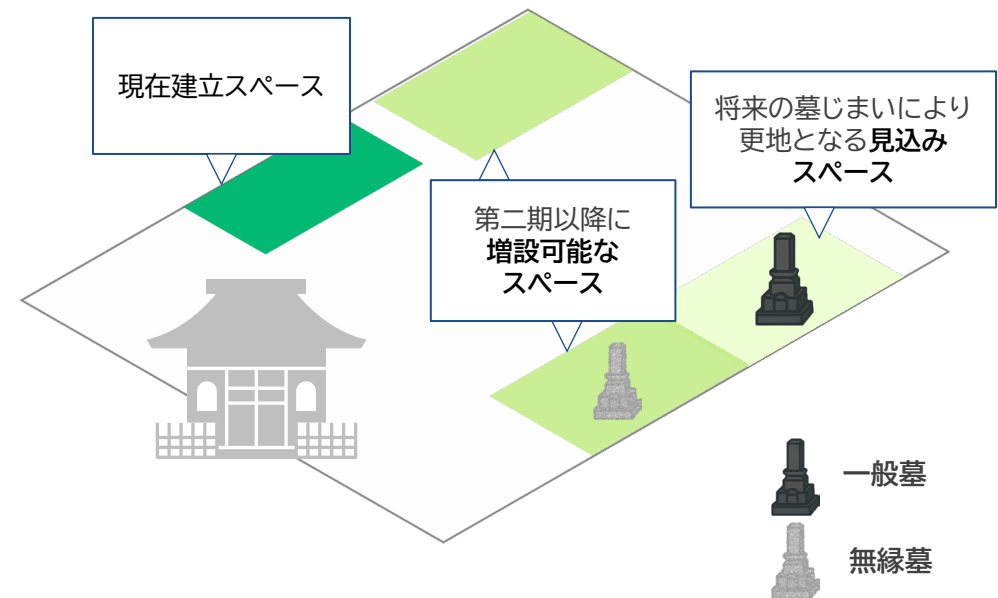 現在建立スペース
将来の墓じまいにより
更地となる見込み
スペース
第二期以降に
増設可能な
スペース
一般墓
無縁墓